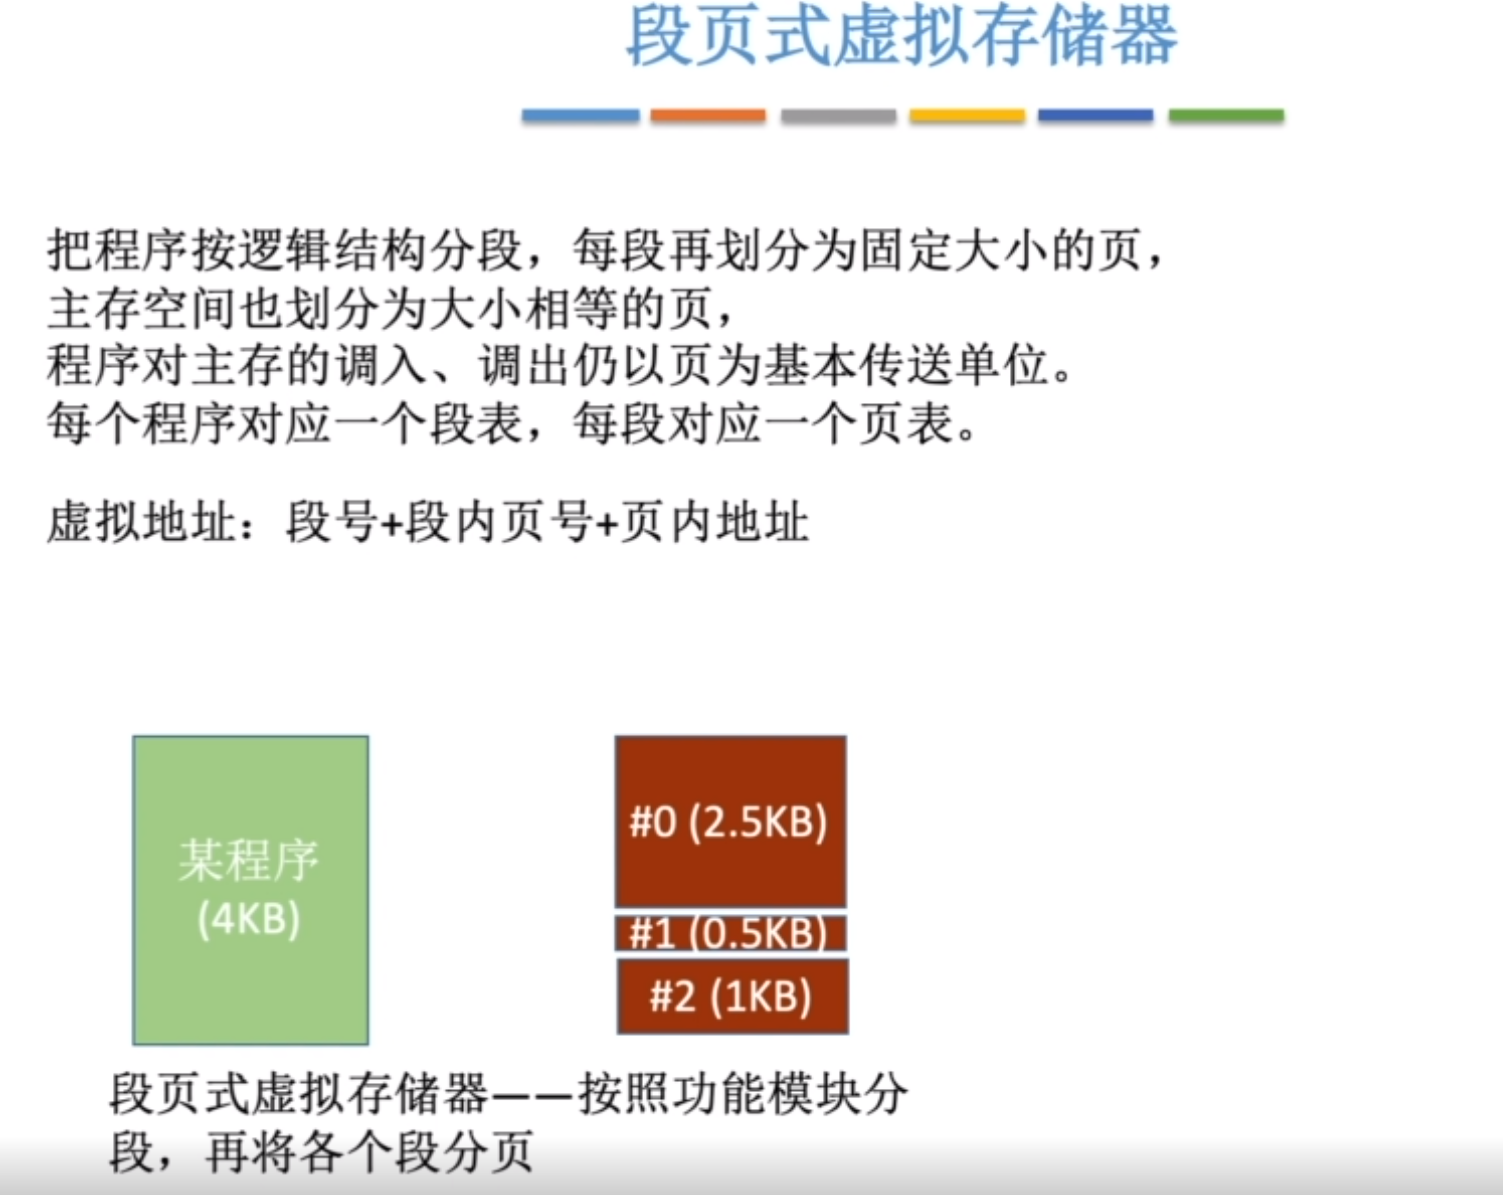 段页式虚拟存储器
把程序按逻辑结构分段，每段再划分为固定大小的页，
主存空间也划分为大小相等的页，
程序对主存的调入、调出仍以页为基本传送单位。
每个程序对应一个段表，每段对应一个页表。
虚拟地址：段号+段内页号+页内地址
某程序
(4KB)
#0 (2.5KB)
#1 (0.5KB)
#2 (1KB)
段页式虚拟存储器——按照功能模块分
段，再将各个段分页